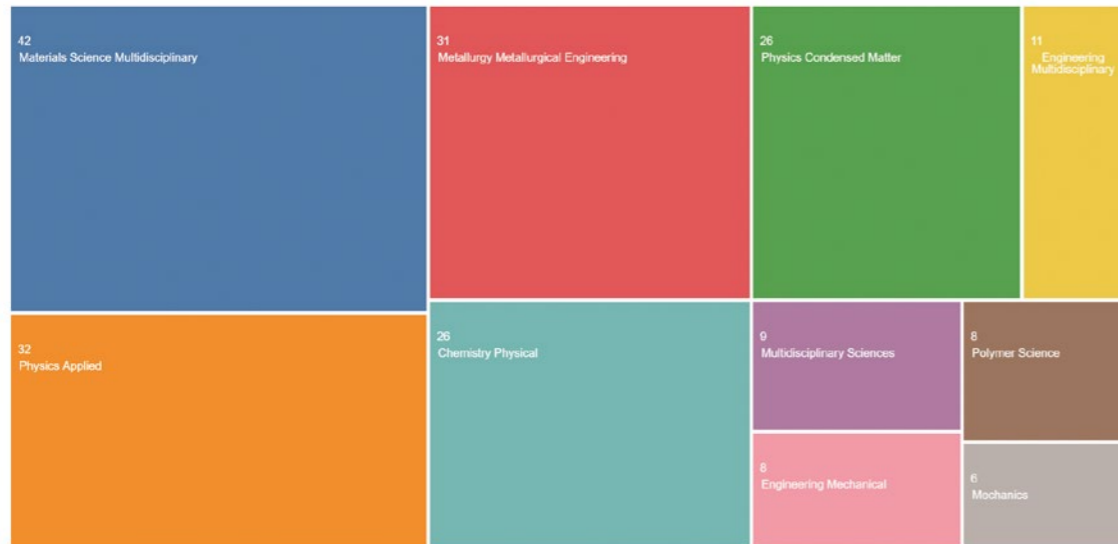 42
Materials Science Multidisciplinary
31
Metallurgy Metallurgical Engineering
26
Physics Condensed Matter
11
Engineering
Multidisciplinary
32
Physics Applied
26
Chemistry Physical
9
Multidisciplinary Sciences
8
Polymer Science
8
Engineering Mechanical
6
Mechanics